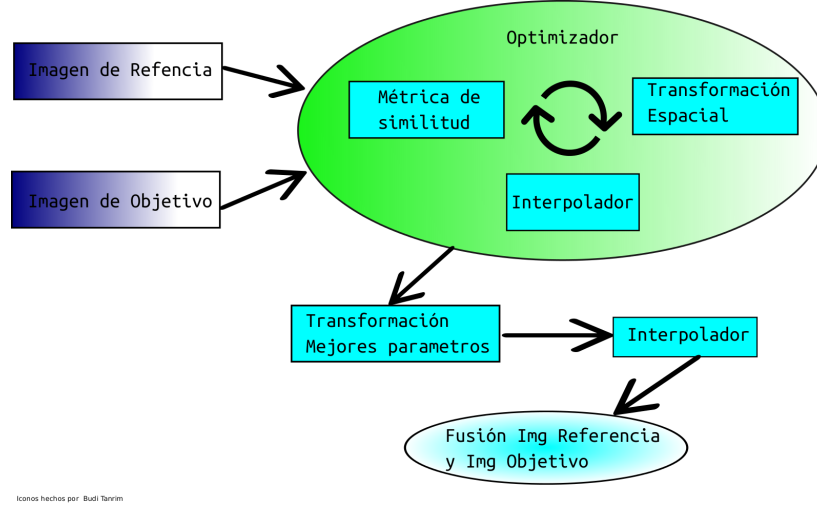 Optimizador
Imagen de Refencia
Métrica de
similitud
Transformación
Espacial
Imagen de Objetivo
Interpolador
Transformación
Mejores parametros
Interpolador
Fusión Img Referencia
y Img Objetivo
Iconos hechos por Budi Tanrim